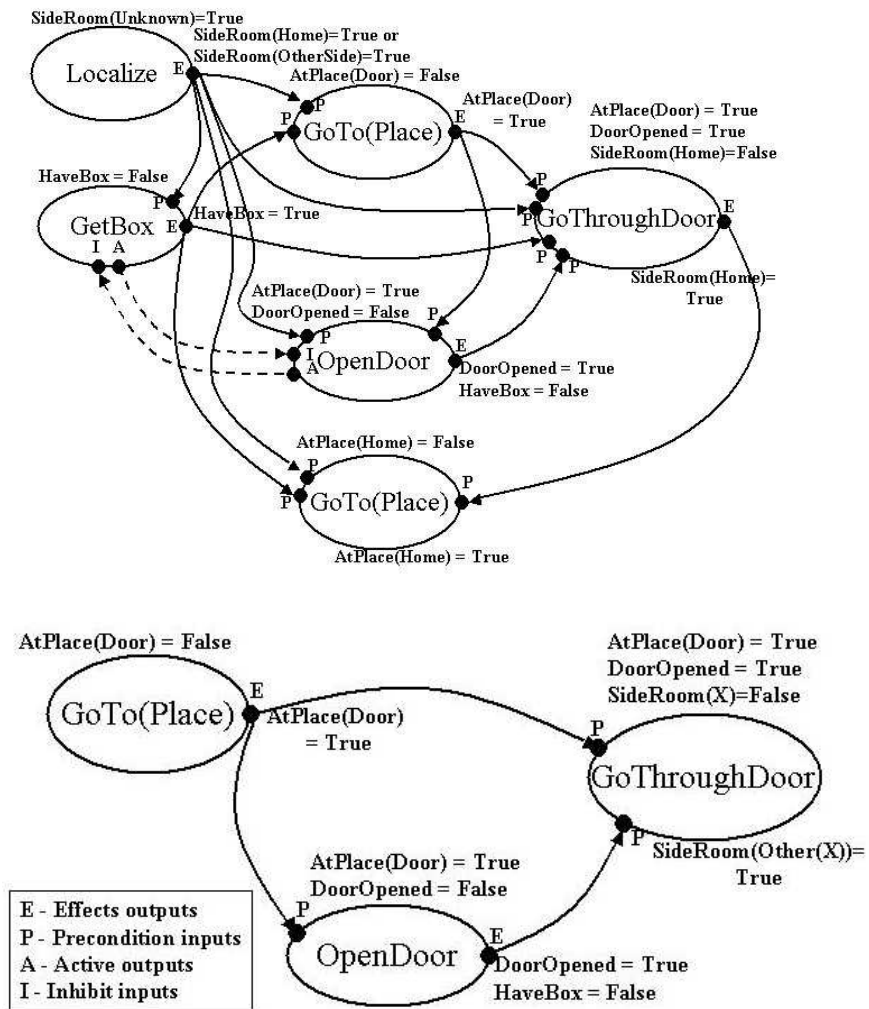 SideRoom(Unknown)=True
SideRoom(Home)=True or
SideRoom(OtherSide)=True
Localize
E
AtPlace(Door) = False
P
P
GoTo(Place)
E
AtPlace(Door)
= True
AtPlace(Door) = True
DoorOpened = True
SideRoom(Home)=False
HaveBox = False
P
GetBox
E
HaveBox = True
I A
P
P
GoThroughDoor
E
P
P
SideRoom(Home)=
True
AtPlace(Door) = True
DoorOpened = False
P
P
I
OpenDoor
E
A
DoorOpened = True
HaveBox = False
AtPlace(Home) = False
P
P
GoTo(Place)
P
AtPlace(Home) = True
AtPlace(Door) = False
GoTo(Place)
E
AtPlace(Door)
= True
AtPlace(Door) = True
DoorOpened = True
SideRoom(X)=False
P
GoThroughDoor
P
SideRoom(Other(X))=
True
AtPlace(Door) = True
DoorOpened = False
P
OpenDoor
E
DoorOpened = True
HaveBox = False
E - Effects outputs
P - Precondition inputs
A - Active outputs
I - Inhibit inputs